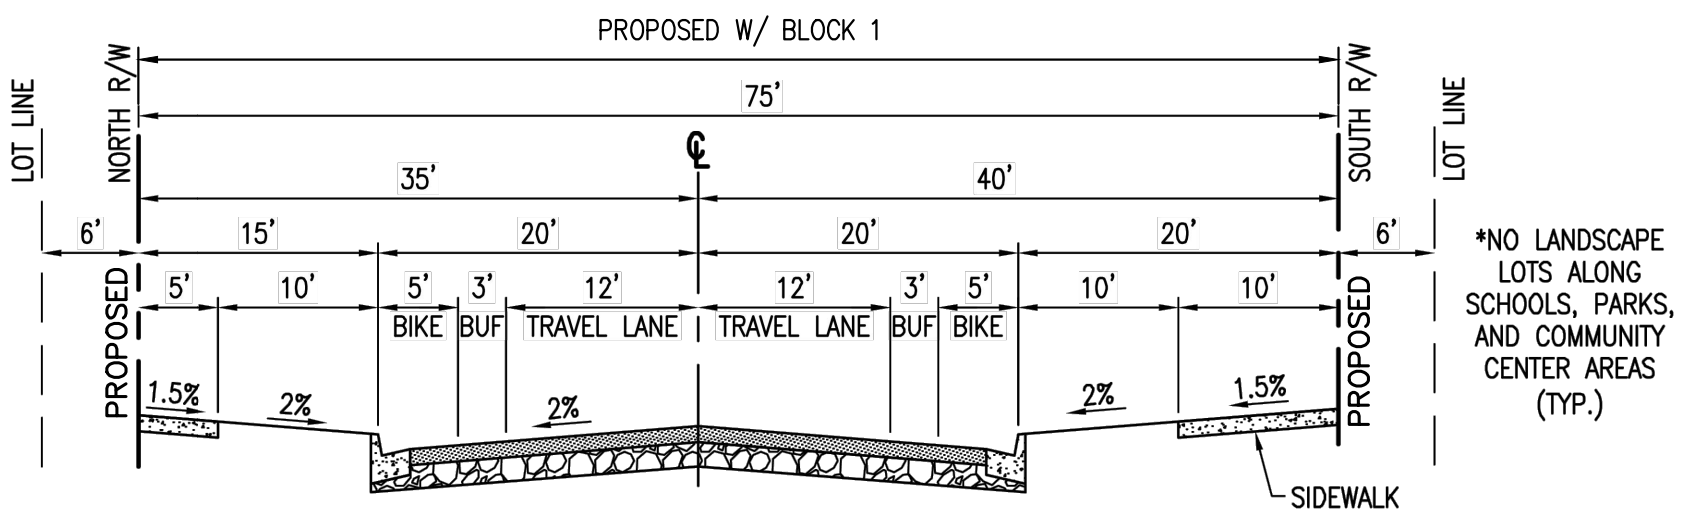 PROPOSED W/ BLOCK 1
75'
LOT LINE
NORTH R/W
PROPOSED
℄
SOUTH R/W
PROPOSED
LOT LINE
35' 40'
6' 15' 20' 20' 20' 6'
5' 10' 5' 3' 12' 12' 3' 5' 10' 10'
BIKE BUF TRAVEL LANE TRAVEL LANE BUF BIKE
*NO LANDSCAPE
LOTS ALONG
SCHOOLS, PARKS,
AND COMMUNITY
CENTER AREAS
(TYP.)
1.5% 2% 2% 2% 1.5%
SIDEWALK